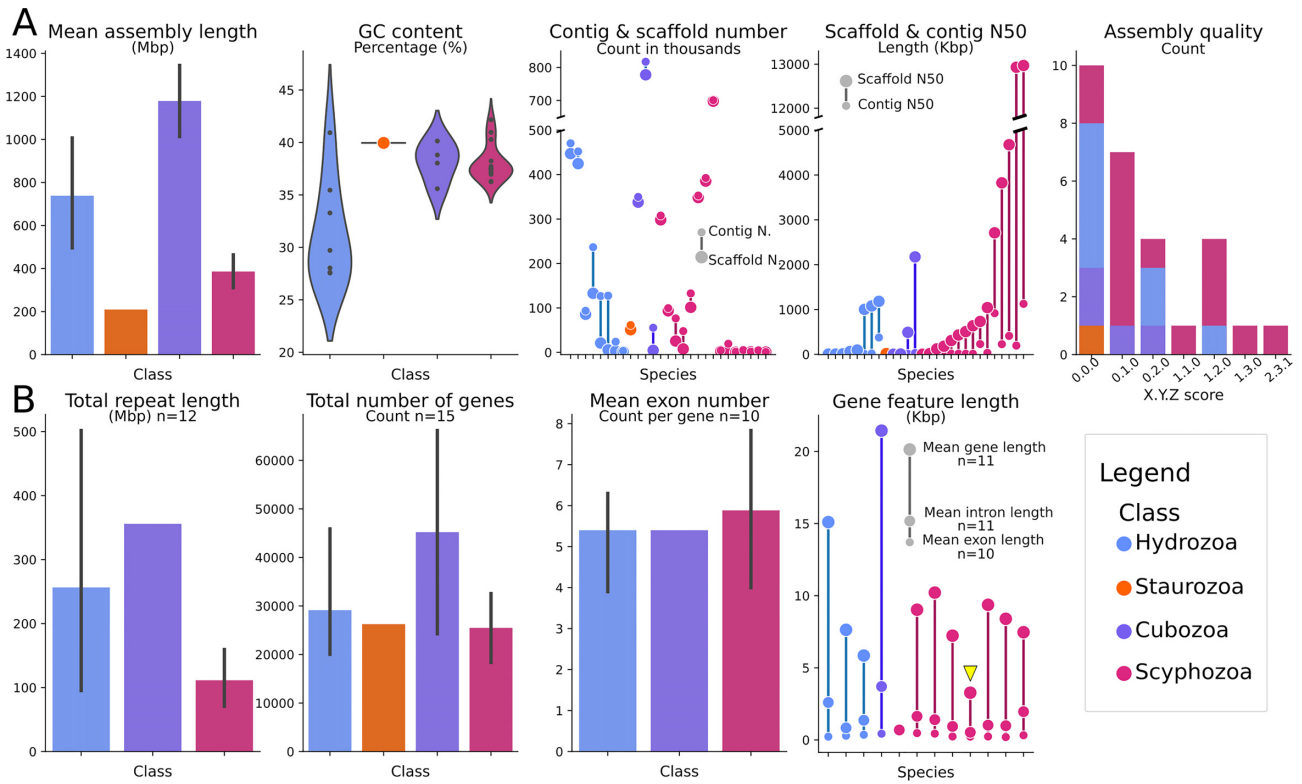 A
Mean assembly length
(Mbp)
1400
1200
1000
800
600
400
200
0
Class
GC content
Percentage (%)
45
40
35
30
25
20
Class
Contig & scaffold number
Count in thousands
800
700
500
400
300
200
100
0
Contig N.
Scaffold N.
Species
Scaffold & contig N50
Length (Kbp)
13000
12000
5000
4000
3000
2000
1000
0
Scaffold N50
Contig N50
Species
Assembly quality
Count
10
8
6
4
2
0
0.0.0
0.1.0
0.2.0
1.1.0
1.2.0
1.3.0
2.3.1
X.Y.Z score
B
Total repeat length
(Mbp) n=12
500
400
300
200
100
0
Class
Total number of genes
Count n=15
60000
50000
40000
30000
20000
10000
0
Class
Mean exon number
Count per gene n=10
8
7
6
5
4
3
2
1
0
Class
Gene feature length
(Kbp)
20
15
10
5
0
Mean gene length
n=11
Mean intron length
n=11
Mean exon length
n=10
Species
Legend
Class
Hydrozoa
Staurozoa
Cubozoa
Scyphozoa